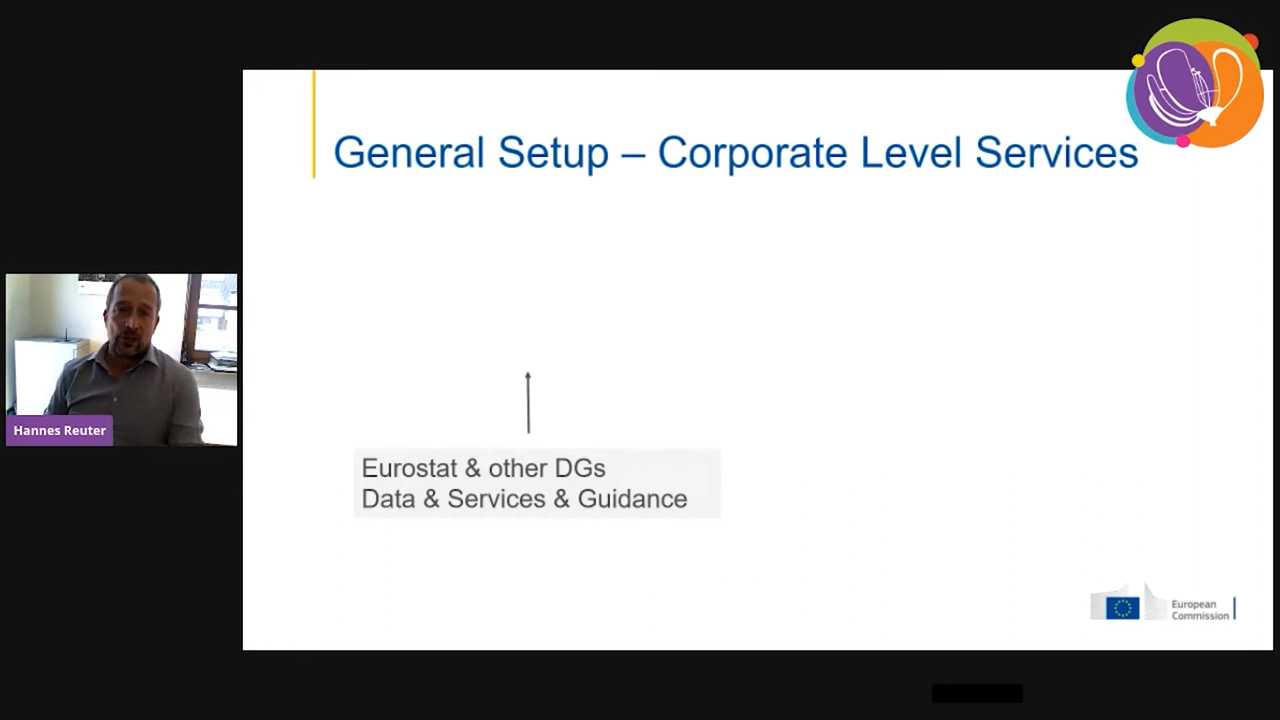 General Setup – Corporate Level Services
Hannes Reuter
Eurostat & other DGs
Data & Services & Guidance
European
Commission